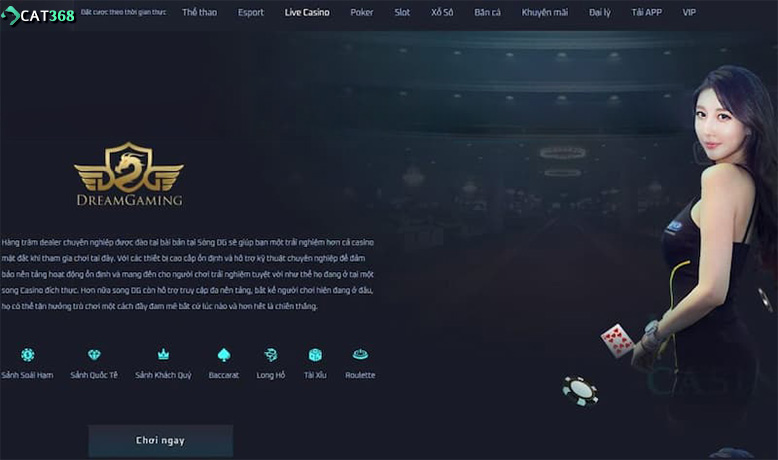 CAT368
Đặt cược theo thời gian thực
Thể thao
Esport
Live Casino
Poker
Slot
Xổ Số
Bắn cá
Khuyến mãi
Đại lý
Tải APP
VIP
DG
DREAMGAMING
Hàng trăm dealer chuyên nghiệp được đào tại bài bản tại Sòng DG sẽ giúp bạn một trải nghiệm hơn cả casino
mặt đất khi tham gia chơi tại đây. Với các thiết bị cao cấp ổn định và hỗ trợ kỹ thuật chuyên nghiệp để đảm
bảo nền tảng hoạt động ổn định và mang đến cho người chơi trải nghiệm tuyệt vời như thể họ đang ở tại một
song Casino đích thực. Hơn nữa song DG còn hỗ trợ truy cập đa nền tảng, bất kể người chơi hiện đang ở đâu,
họ có thể tận hưởng trò chơi một cách đầy đam mê bất cứ lúc nào và hơn hết là chiến thắng.
Sảnh Soái Hạm
Sảnh Quốc Tê
Sảnh Khách Quý
Baccarat
Long Hổ
Tài Xỉu
Roulette
Chơi ngay